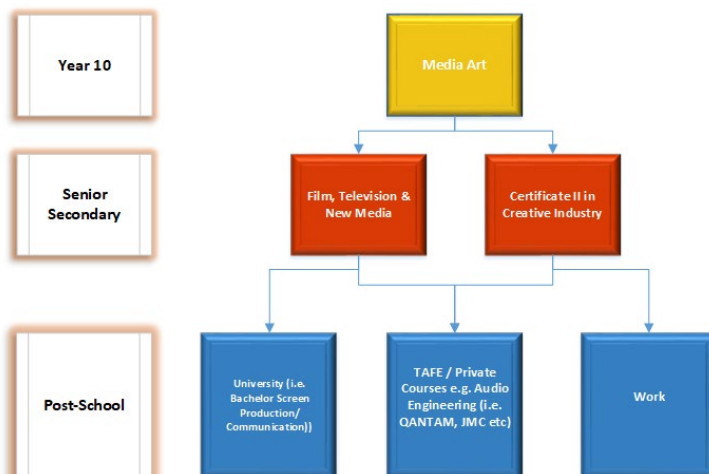 Year 10
Media Art
Senior
Secondary
Film, Television &
New Media
Certificate II in
Creative Industry
Post-School
University (i.e.
Bachelor Screen
Production/
Communication))
TAFE / Private
Courses e.g. Audio
Engineering (i.e.
QANTAM, JMC etc)
Work